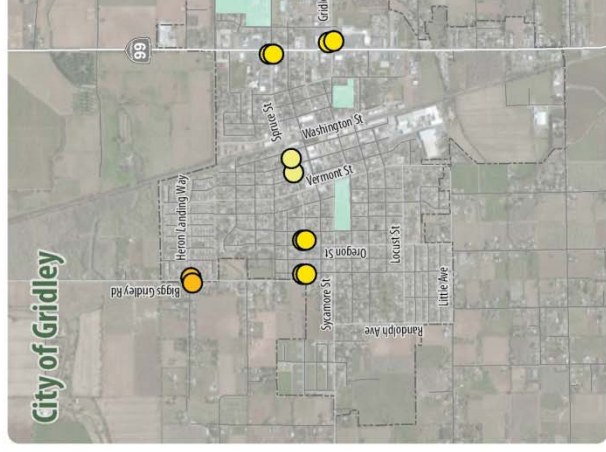 City of Gridley
99
Gridle
Spruce St
Washington St
Vermont St
Heron Landing Way
Biggs Gridley Rd
Oregon St
Sycamore St
Locust St
Little Ave
Randolph Ave